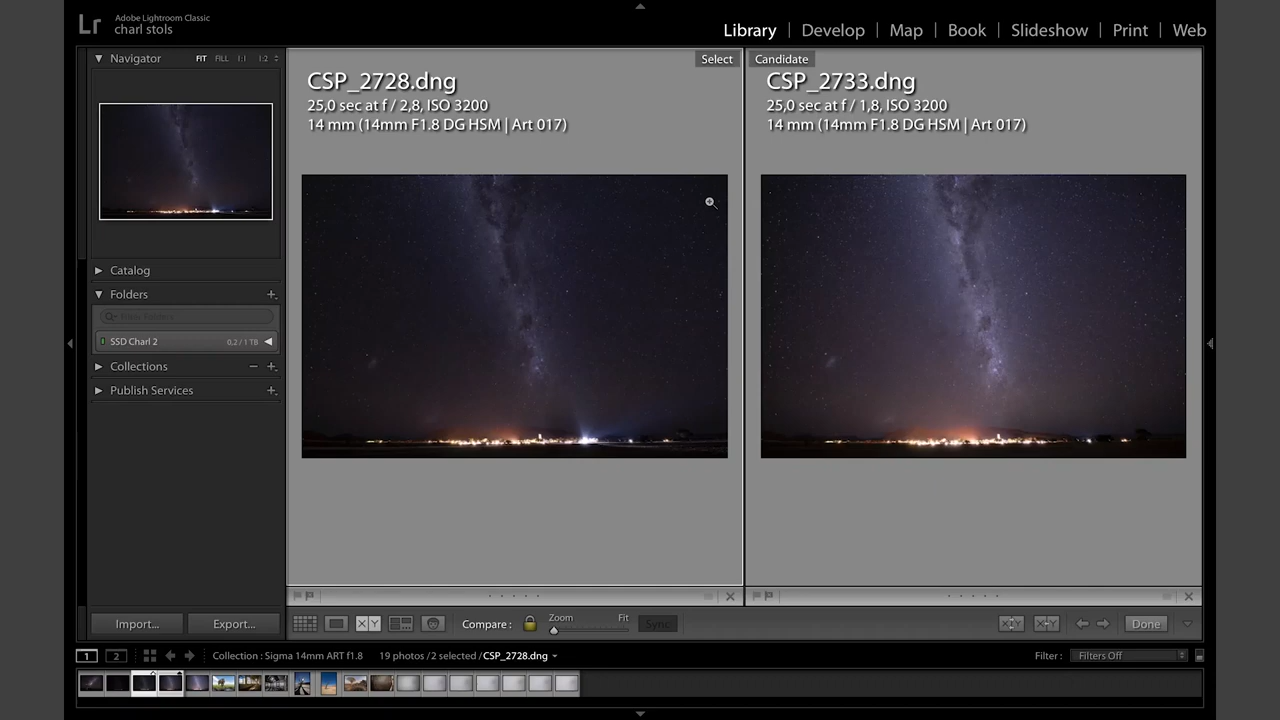 Lr
Adobe Lightroom Classic
charl stols
Library | Develop | Map | Book | Slideshow | Print | Web
Navigator FIT FILL 1:1 1:2
Select
Candidate
CSP_2728.dng
25,0 sec at f / 2,8, ISO 3200
14 mm (14mm F1.8 DG HSM | Art 017)
CSP_2733.dng
25,0 sec at f / 1,8, ISO 3200
14 mm (14mm F1.8 DG HSM | Art 017)
Catalog
Folders
Filter Folders
SSD Charl 2 0,2 / 1 TB
Collections
Publish Services
Import... Export...
X Y
Compare : Zoom Fit Sync
X Y X Y Done
1 2 Collection : Sigma 14mm ART f1.8 19 photos / 2 selected / CSP_2728.dng Filter : Filters Off